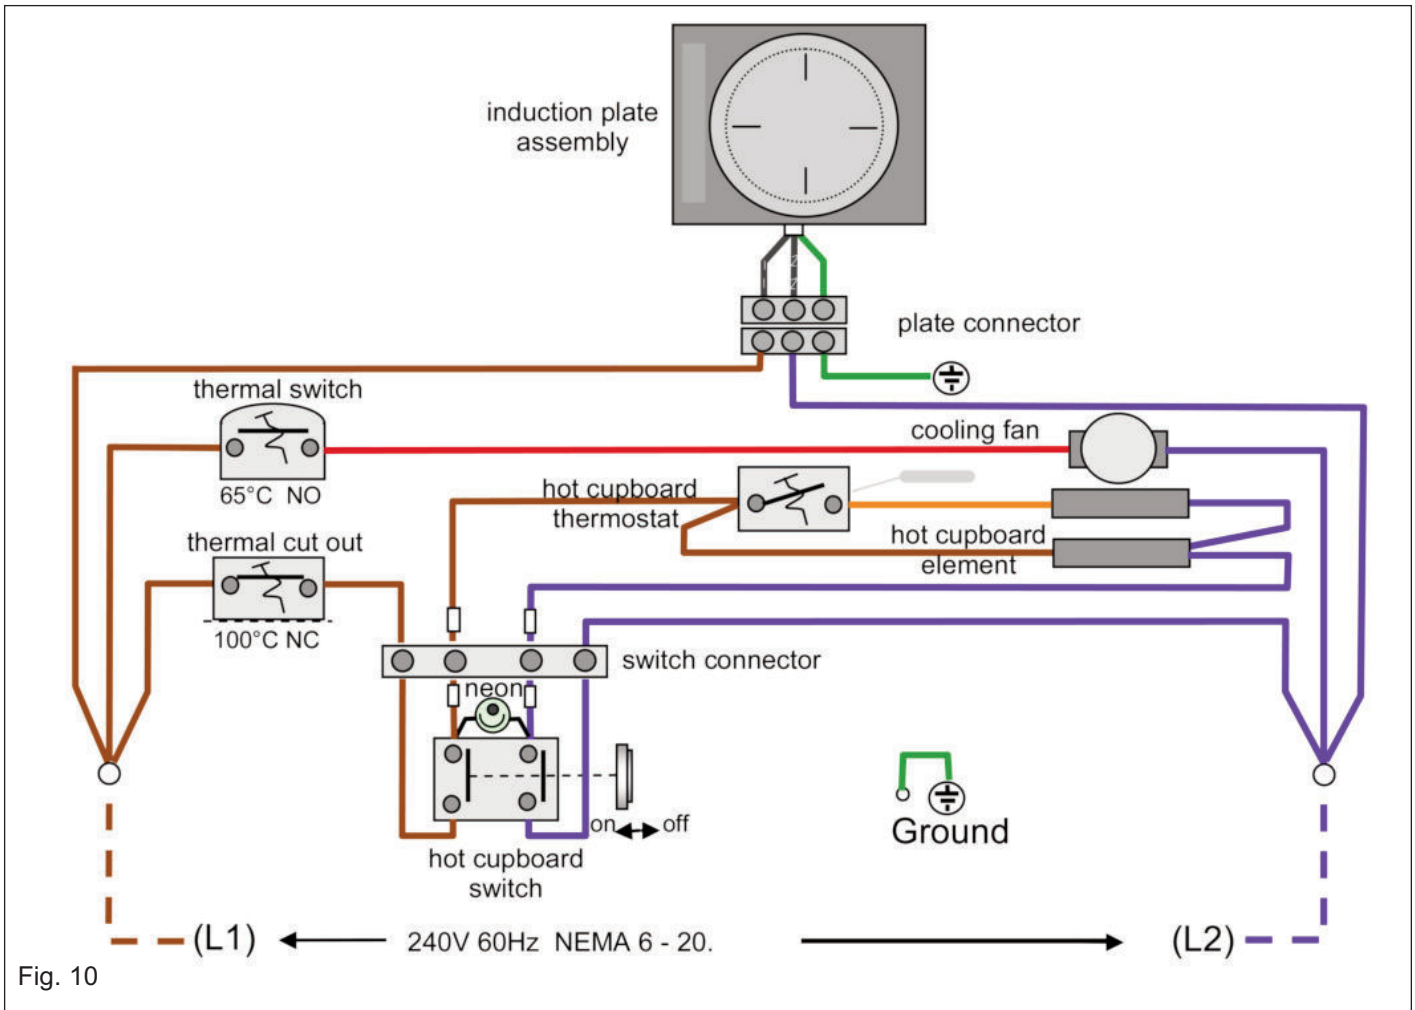 induction plate
assembly
plate connector
thermal switch
65°C NO
cooling fan
hot cupboard
thermostat
thermal cut out
100°C NC
hot cupboard
element
switch connector
neon
on
off
hot cupboard
switch
Ground
(L1)
240V 60Hz NEMA 6 - 20.
(L2)
Fig. 10